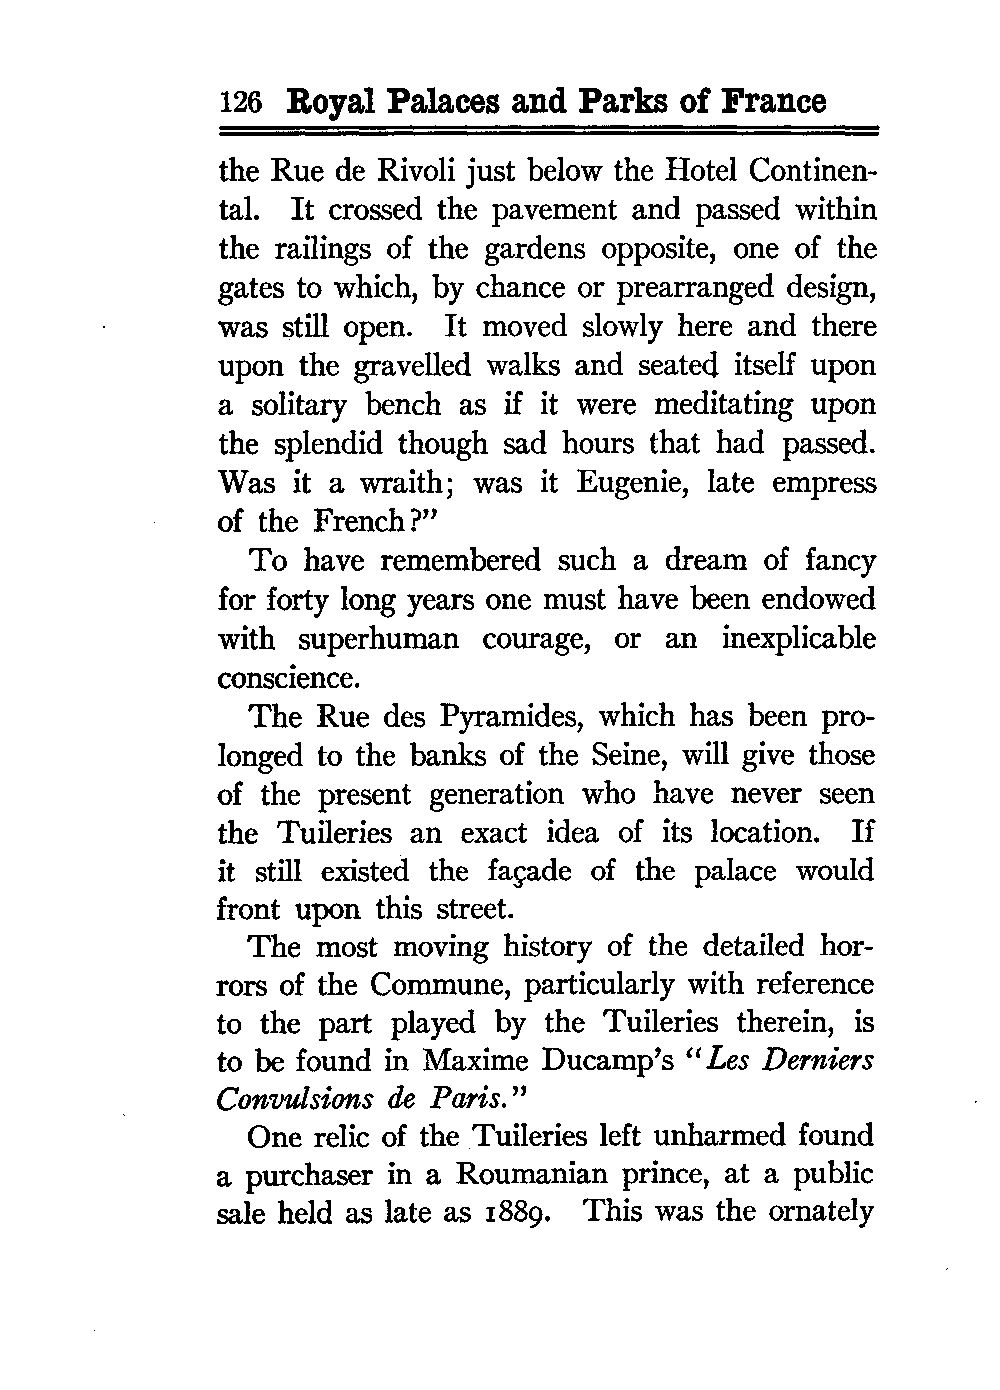 126 Royal Palaces and Parks of France
the Rue de Rivoli just below the Hotel Continen-
tal. It crossed the pavement and passed within
the railings of the gardens opposite, one of the
gates to which, by chance or prearranged design,
was still open. It moved slowly here and there
upon the gravelled walks and seated itself upon
a solitary bench as if it were meditating upon
the splendid though sad hours that had passed.
Was it a wraith; was it Eugenie, late empress
of the French?”
To have remembered such a dream of fancy
for forty long years one must have been endowed
with superhuman courage, or an inexplicable
conscience.
The Rue des Pyramides, which has been pro-
longed to the banks of the Seine, will give those
of the present generation who have never seen
the Tuileries an exact idea of its location. If
it still existed the façade of the palace would
front upon this street.
The most moving history of the detailed hor-
rors of the Commune, particularly with reference
to the part played by the Tuileries therein, is
to be found in Maxime Ducamp’s “Les Derniers
Convulsions de Paris.”
One relic of the Tuileries left unharmed found
a purchaser in a Roumanian prince, at a public
sale held as late as 1889. This was the ornately